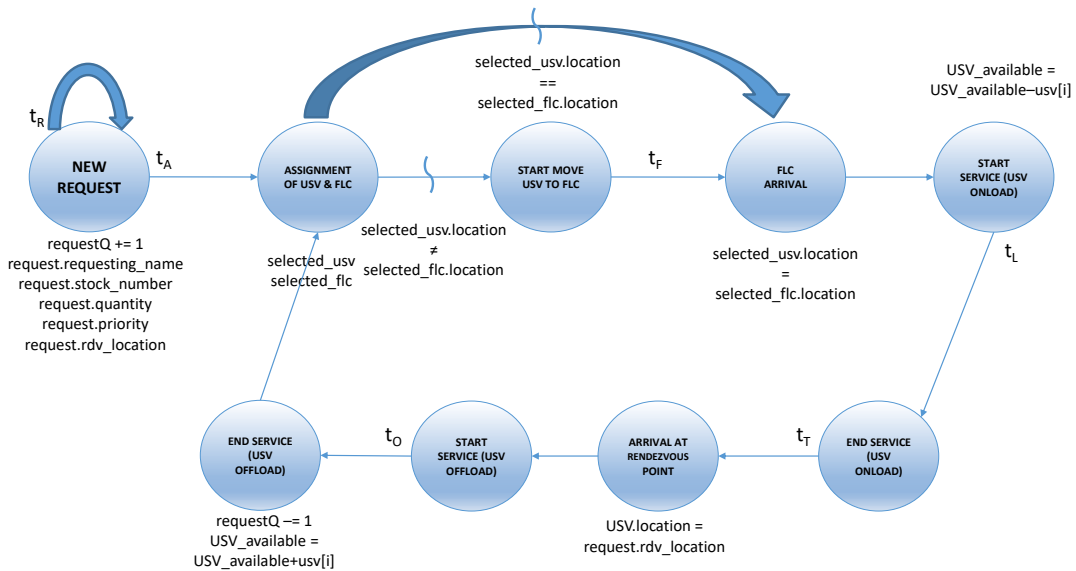 selected_usv.location
==
selected_flc.location
USV_available =
USV_available–usv[i]
t_R
NEW
REQUEST
t_A
ASSIGNMENT
OF USV & FLC
START MOVE
USV TO FLC
t_F
FLC
ARRIVAL
START
SERVICE (USV
ONLOAD)
requestQ += 1
request.requesting_name
request.stock_number
request.quantity
request.priority
request.rdv_location
selected_usv
selected_flc
selected_usv.location
≠
selected_flc.location
selected_usv.location
=
selected_flc.location
t_L
END SERVICE
(USV
OFFLOAD)
t_O
START
SERVICE (USV
OFFLOAD)
ARRIVAL AT
RENDEZVOUS
POINT
t_T
END SERVICE
(USV
ONLOAD)
requestQ –= 1
USV_available =
USV_available+usv[i]
USV.location =
request.rdv_location